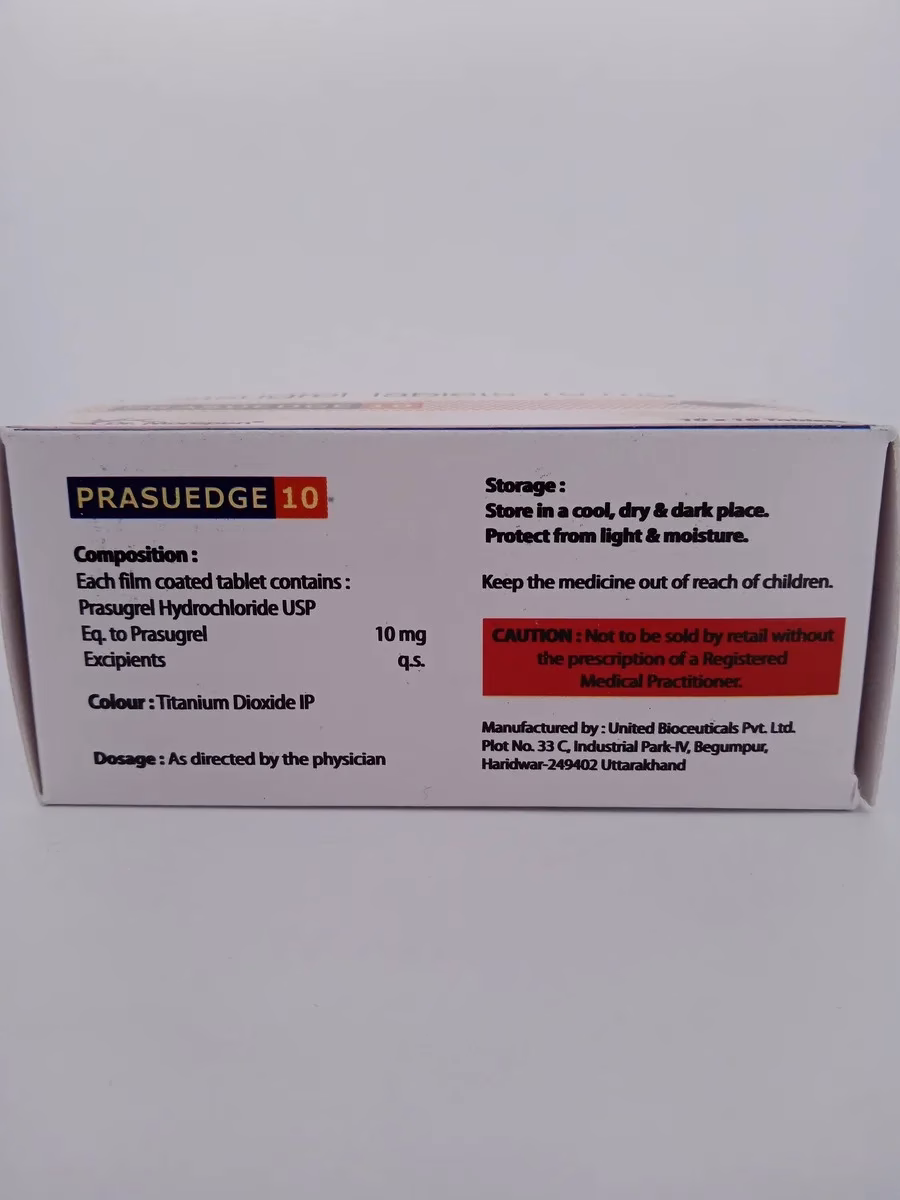 PRASUEDGE 10
Composition :
Each film coated tablet contains :
Prasugrel Hydrochloride USP
Eq. to Prasugrel 10 mg
Excipients q.s.
Colour : Titanium Dioxide IP
Dosage : As directed by the physician
Storage :
Store in a cool, dry & dark place.
Protect from light & moisture.
Keep the medicine out of reach of children.
CAUTION : Not to be sold by retail without
the prescription of a Registered
Medical Practitioner.
Manufactured by : United Bioceuticals Pvt. Ltd.
Plot No. 33 C, Industrial Park-IV, Begumpur,
Haridwar-249402 Uttarakhand